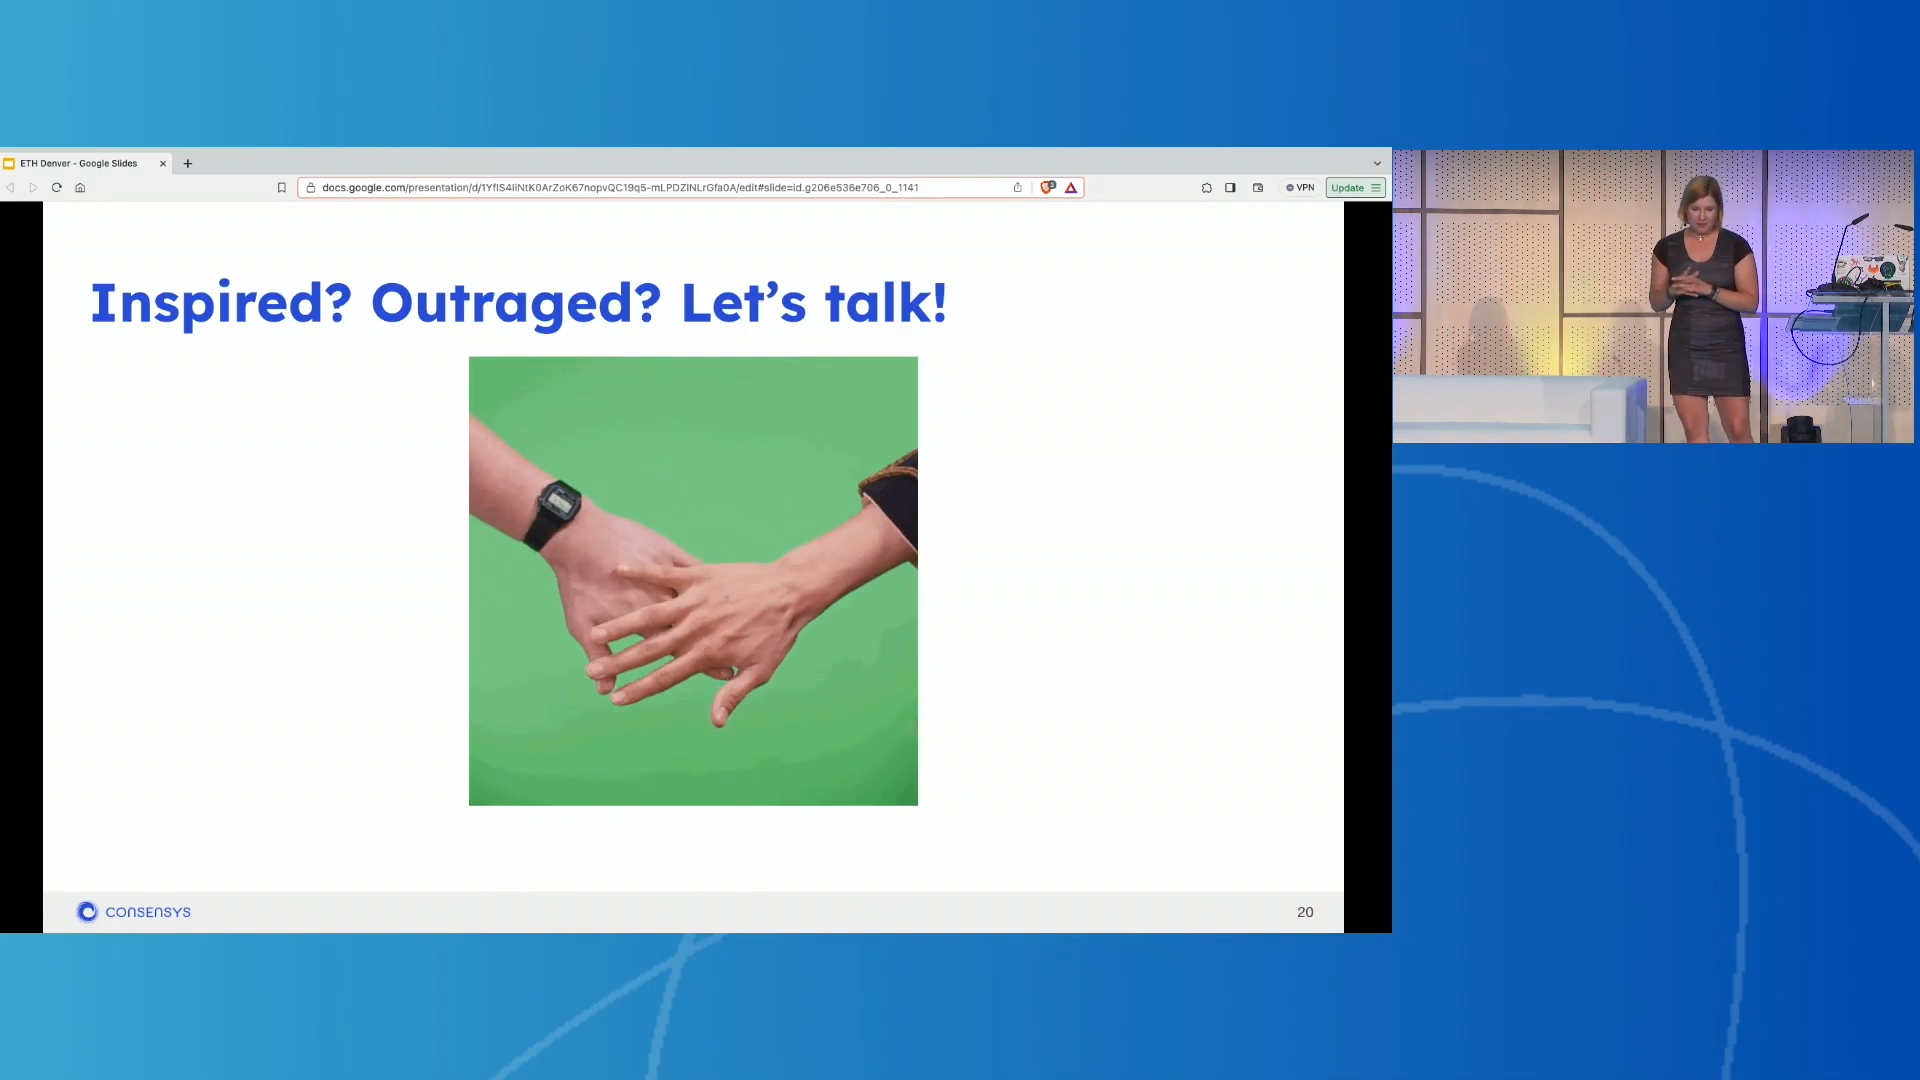 ETH Denver - Google Slides
docs.google.com/presentation/d/1YfIS4IiNtK0ArZoK67nopvQC19q5-mLPDZINLrGfa0A/edit#slide=id.g206e536e706_0_1141
VPN
Update
Inspired? Outraged? Let's talk!
CONSENSYS
20